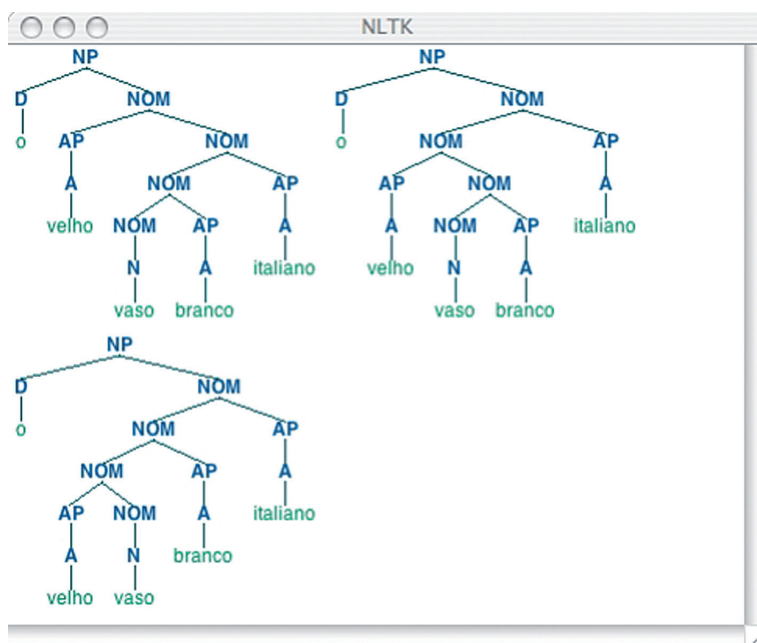 NLTK
NP NP
D NOM D NOM
o AP NOM o NOM AP
A NOM AP AP NOM A
velho NOM AP A A NOM AP italiano
N A italiano velho N A
vaso branco vaso branco
NP
D NOM
o NOM AP
NOM AP A
AP NOM A italiano
A N branco
velho vaso